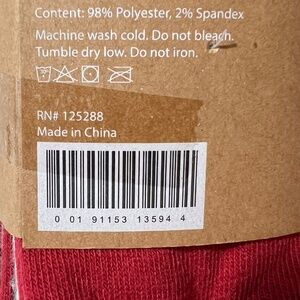 Content: 98% Polyester, 2% Spandex
Machine wash cold. Do not bleach.
Tumble dry low. Do not iron.
RN# 125288
Made in China
0 01 91153 13594 4